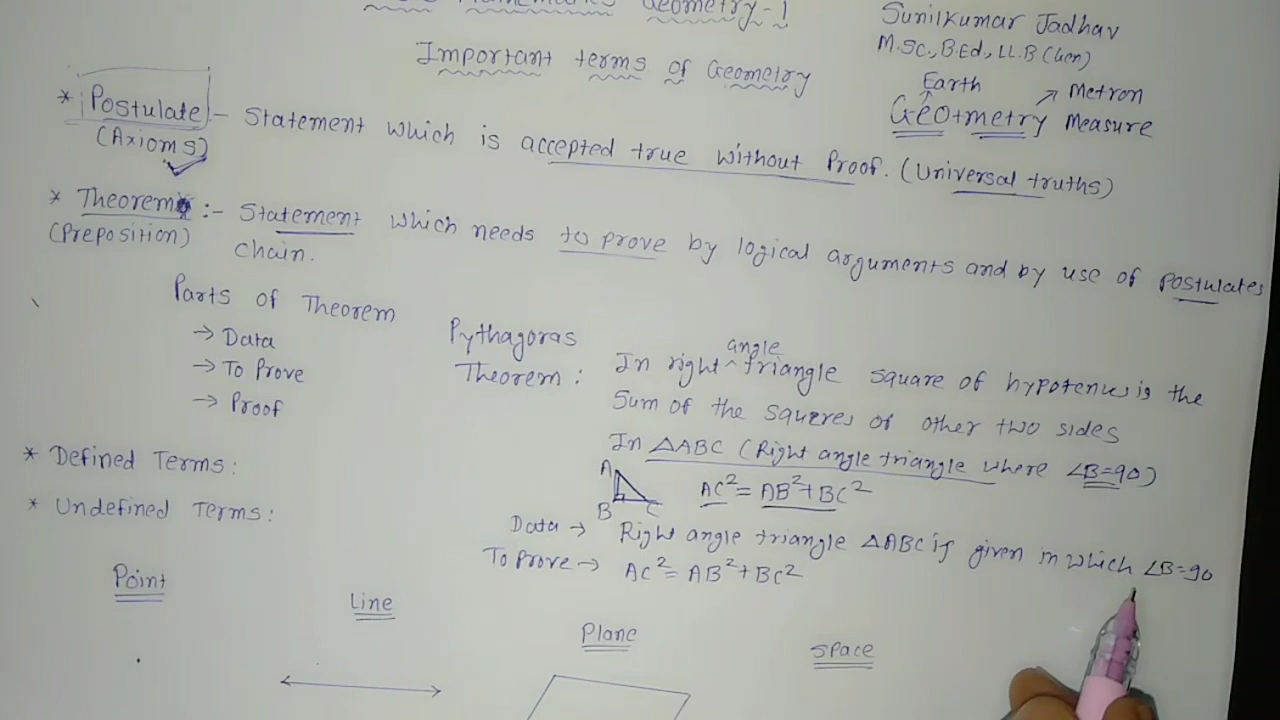 Geometry-1
Sunilkumar Jadhav
M.Sc., B.Ed., LL.B (Gen)
Important terms of Geometry
Earth
Metron
Geo+metry Measure
* Postulate :- Statement which is accepted true without Proof. (Universal truths)
(Axioms)
* Theorem :- Statement which needs to prove by logical arguments and by use of postulates
(Preposition) chain.
Parts of Theorem
→ Data
→ To Prove
→ Proof
Pythagoras
Theorem :
angle
In right ^ triangle square of hypotenus is the
Sum of the squares of other two sides
In △ABC (Right angle triangle where ∠B=90)
A
B C
AC²= AB²+BC²
Data → Right angle triangle △ABC is given in which ∠B=90
To Prove → AC²= AB²+BC²
* Defined Terms :
* Undefined Terms :
Point
Line
Plane
Space